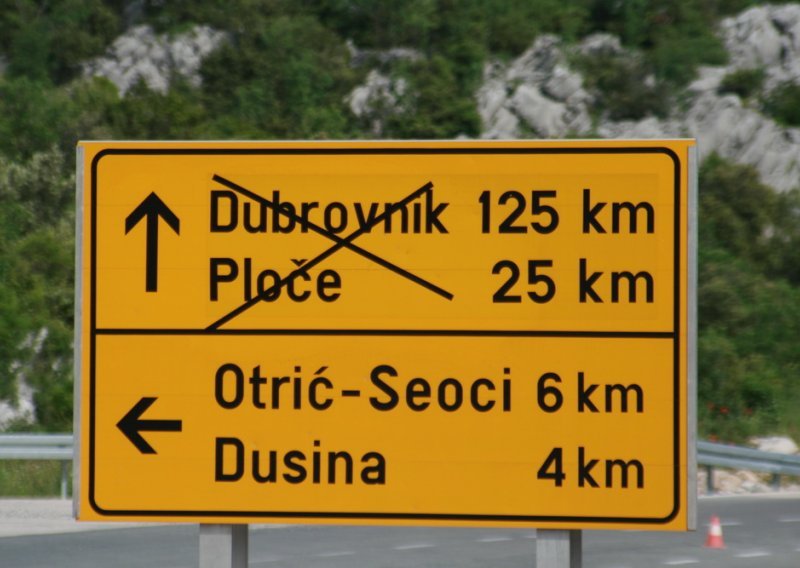 Dubrovnik 125 km
Ploče 25 km
Otrić-Seoci 6 km
Dusina 4 km